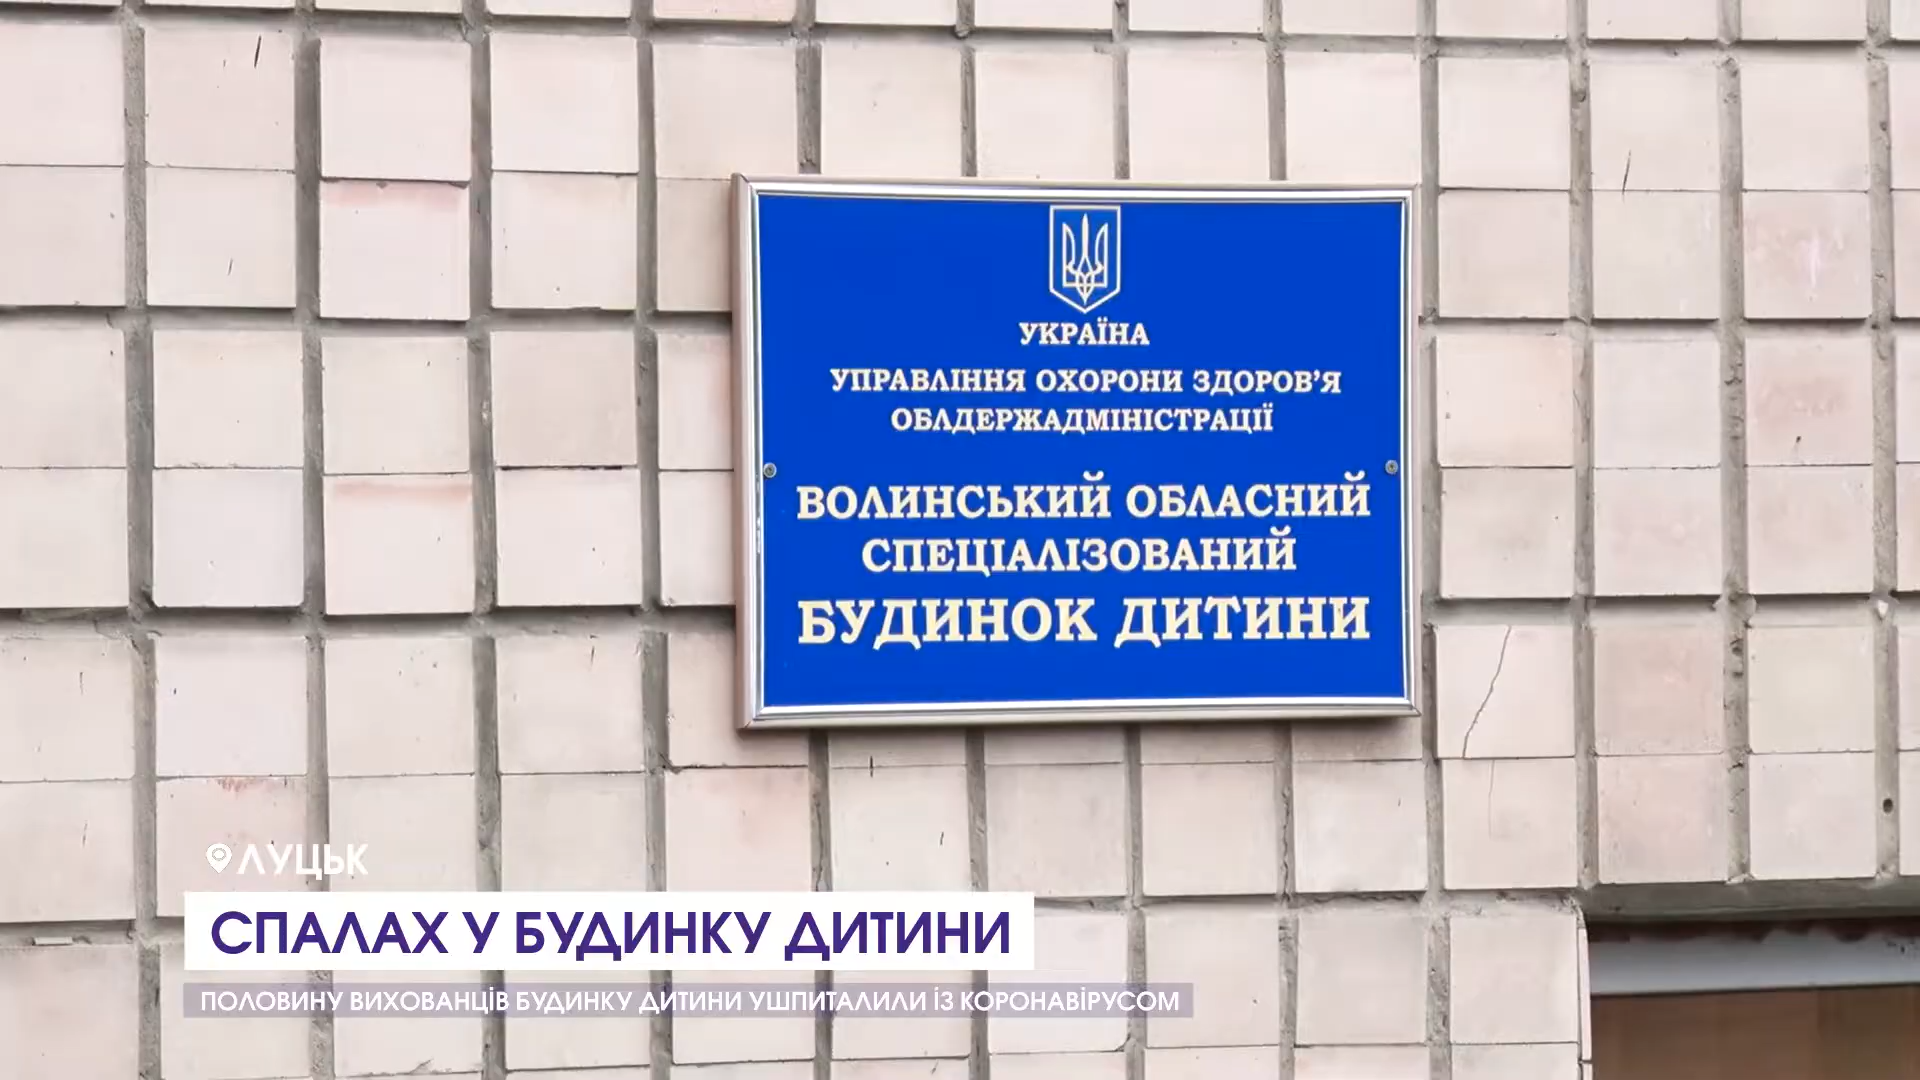 УКРАЇНА
УПРАВЛІННЯ ОХОРОНИ ЗДОРОВ'Я
ОБЛДЕРЖАДМІНІСТРАЦІЇ
ВОЛИНСЬКИЙ ОБЛАСНИЙ
СПЕЦІАЛІЗОВАНИЙ
БУДИНОК ДИТИНИ
ЛУЦЬК
СПАЛАХ У БУДИНКУ ДИТИНИ
ПОЛОВИНУ ВИХОВАНЦІВ БУДИНКУ ДИТИНИ УШПИТАЛИЛИ ІЗ КОРОНАВІРУСОМ